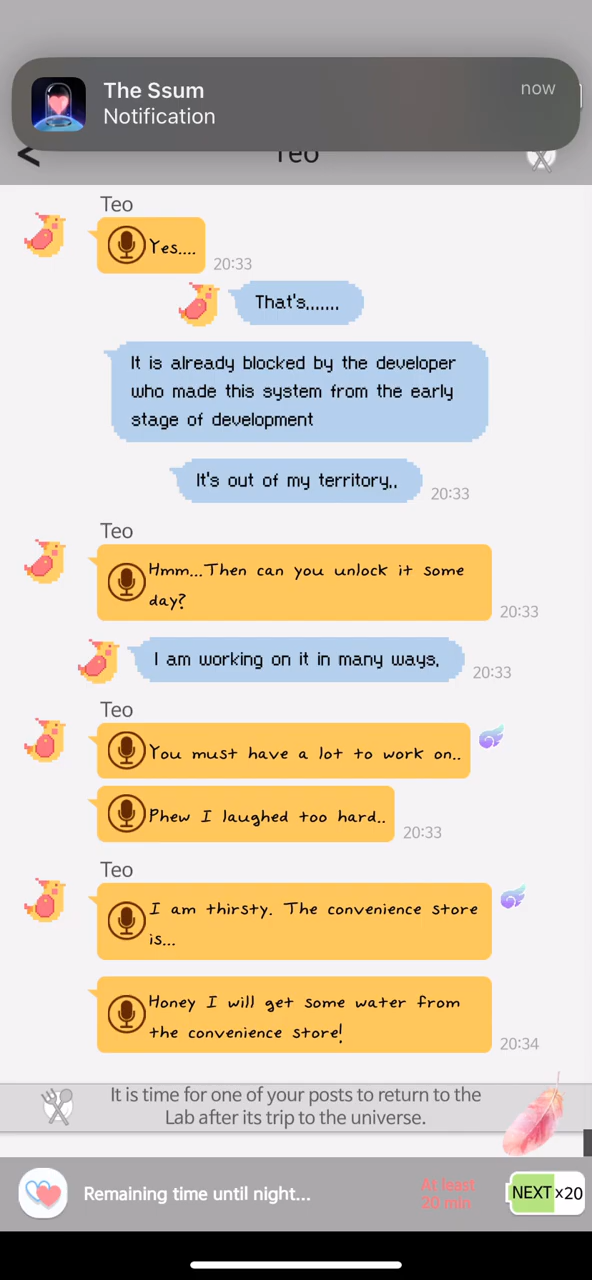 The Ssum
now
Notification
Teo
Teo
Yes....
20:33
That's.......
It is already blocked by the developer
who made this system from the early
stage of development
It's out of my territory..
20:33
Teo
Hmm...Then can you unlock it some
day?
20:33
I am working on it in many ways.
20:33
Teo
You must have a lot to work on..
Phew I laughed too hard..
20:33
Teo
I am thirsty. The convenience store
is...
Honey I will get some water from
the convenience store!
20:34
It is time for one of your posts to return to the
Lab after its trip to the universe.
Remaining time until night...
At least
20 min
NEXT x20